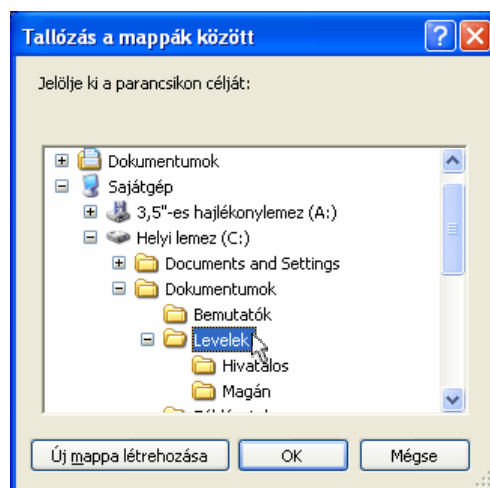 Tallózás a mappák között
Jelölje ki a parancsikon célját:
Dokumentumok
Sajátgép
3,5"-es hajlékonylemez (A:)
Helyi lemez (C:)
Documents and Settings
Dokumentumok
Bemutatók
Levelek
Hivatalos
Magán
Új mappa létrehozása
OK
Mégse